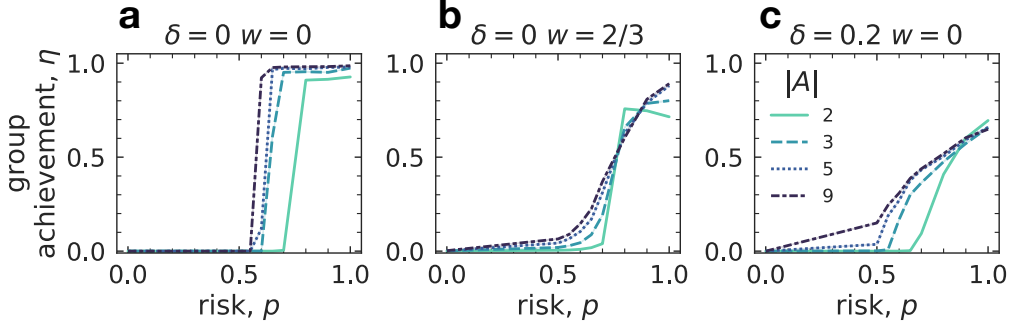 a b c
δ = 0 w = 0 δ = 0 w = 2/3 δ = 0.2 w = 0
group
achievement, η
1.0 1.0 1.0
0.5 0.5 0.5
0.0 0.0 0.0
|A|
2
3
5
9
0.0 0.5 1.0 0.0 0.5 1.0 0.0 0.5 1.0
risk, p risk, p risk, p